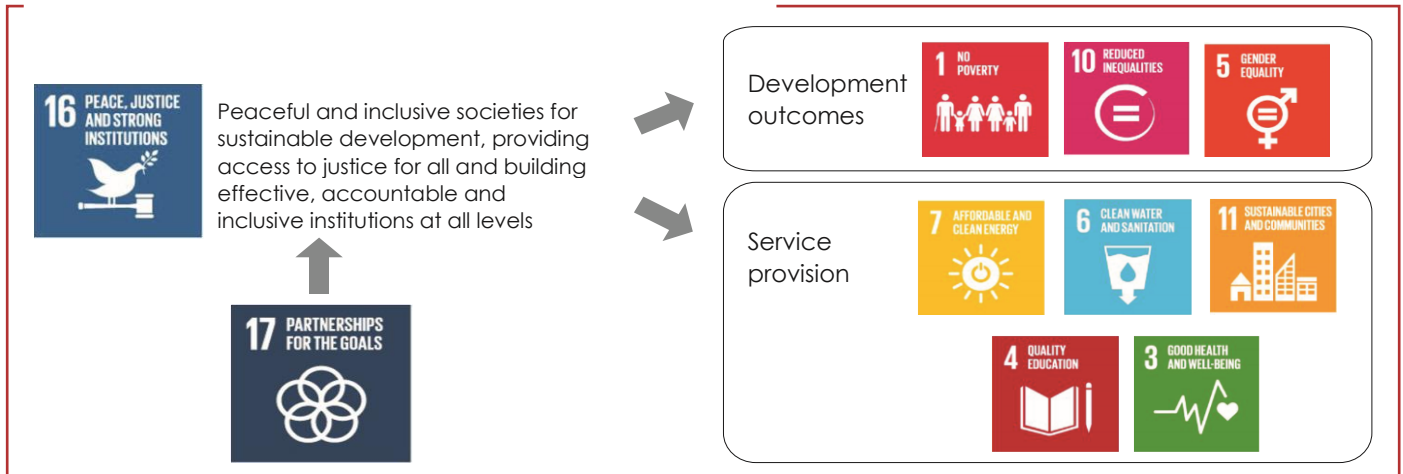 16 PEACE, JUSTICE
AND STRONG
INSTITUTIONS
Peaceful and inclusive societies for
sustainable development, providing
access to justice for all and building
effective, accountable and
inclusive institutions at all levels
17 PARTNERSHIPS
FOR THE GOALS
Development
outcomes
1 NO
POVERTY
10 REDUCED
INEQUALITIES
5 GENDER
EQUALITY
Service
provision
7 AFFORDABLE AND
CLEAN ENERGY
6 CLEAN WATER
AND SANITATION
11 SUSTAINABLE CITIES
AND COMMUNITIES
4 QUALITY
EDUCATION
3 GOOD HEALTH
AND WELL-BEING